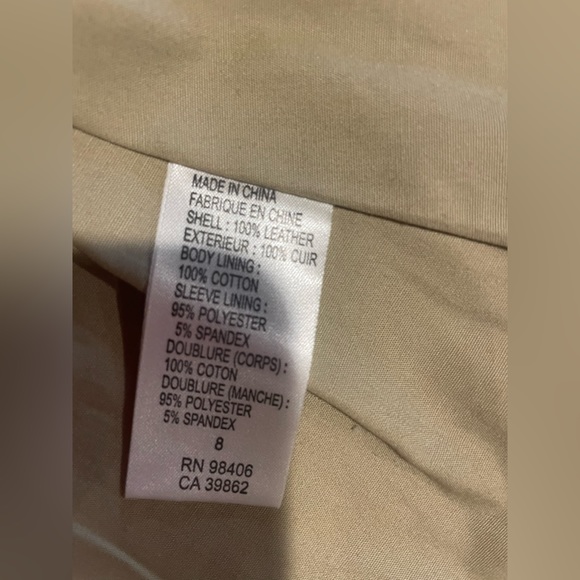 MADE IN CHINA
FABRIQUE EN CHINE
SHELL : 100% LEATHER
EXTERIEUR : 100% CUIR
BODY LINING :
100% COTTON
SLEEVE LINING :
95% POLYESTER
5% SPANDEX
DOUBLURE (CORPS) :
100% COTON
DOUBLURE (MANCHE) :
95% POLYESTER
5% SPANDEX
8
RN 98406
CA 39862